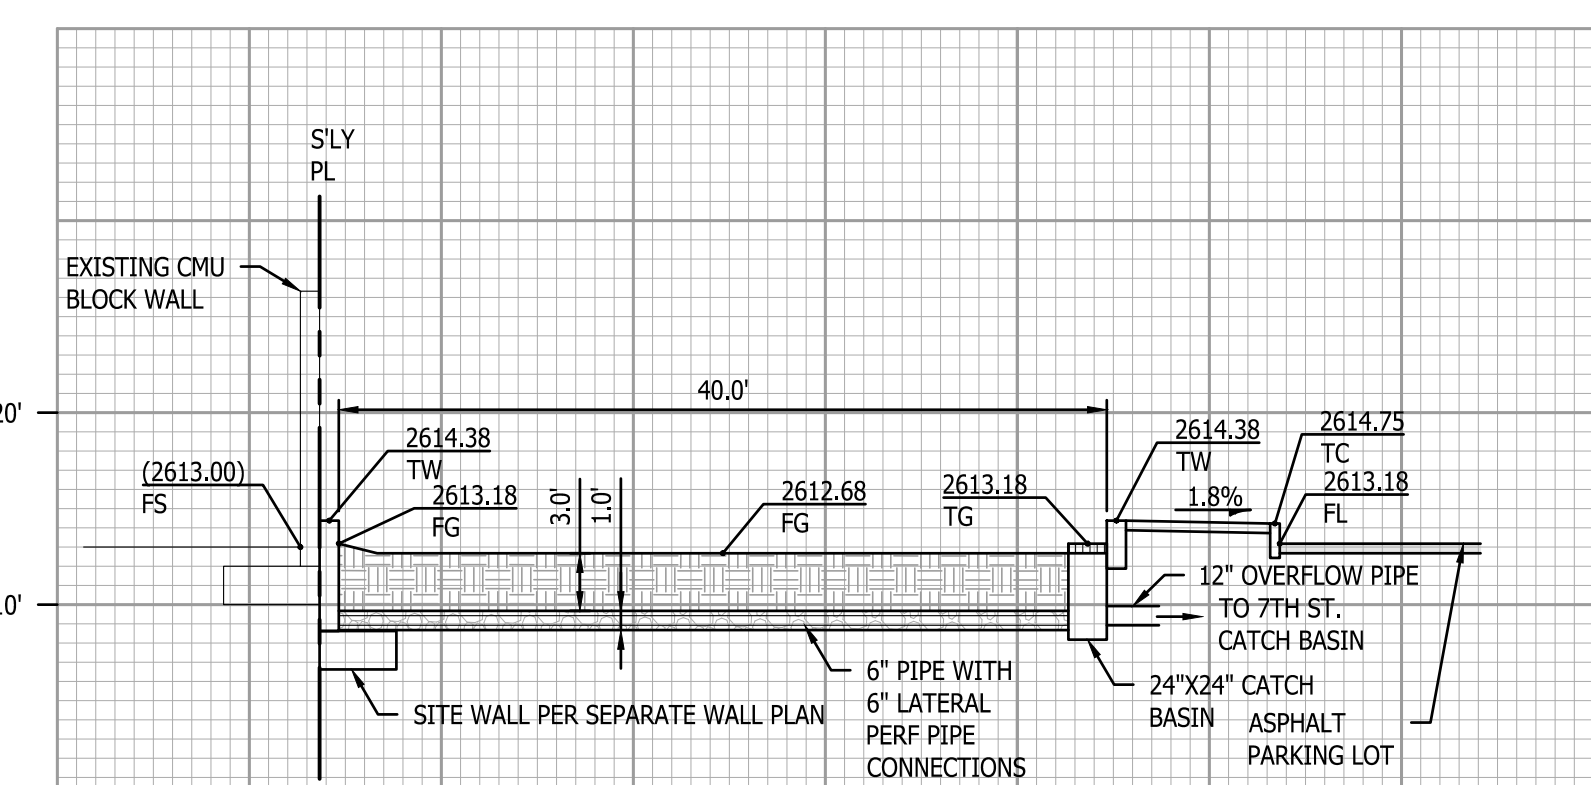 S'LY
PL
EXISTING CMU
BLOCK WALL
40.0'
20'
2614.38
TW
2614.38
TW
2614.75
TC
(2613.00)
FS
2613.18
FG
3.0'
1.0'
2612.68
FG
2613.18
TG
1.8%
2613.18
FL
10'
12" OVERFLOW PIPE
TO 7TH ST.
CATCH BASIN
6" PIPE WITH
6" LATERAL
PERF PIPE
CONNECTIONS
24"X24" CATCH
BASIN
SITE WALL PER SEPARATE WALL PLAN
ASPHALT
PARKING LOT